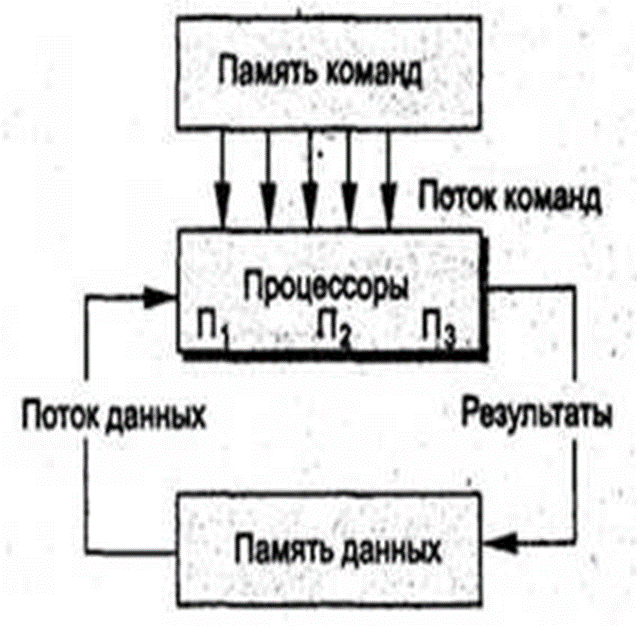 Память команд
Поток команд
Процессоры
П1 П2 П3
Поток данных
Результаты
Память данных